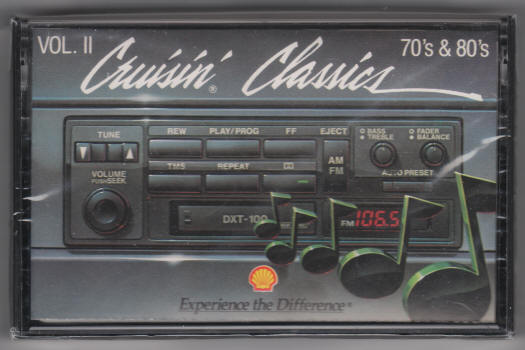 VOL. II
Cruisin'® Classics
70's & 80's
TUNE
REW PLAY/PROG FF EJECT
BASS
TREBLE
FADER
BALANCE
TMS REPEAT
AM
FM
AUTO PRESET
VOLUME
PUSH SEEK
DXT-100
FM 106.5
Experience the Difference®